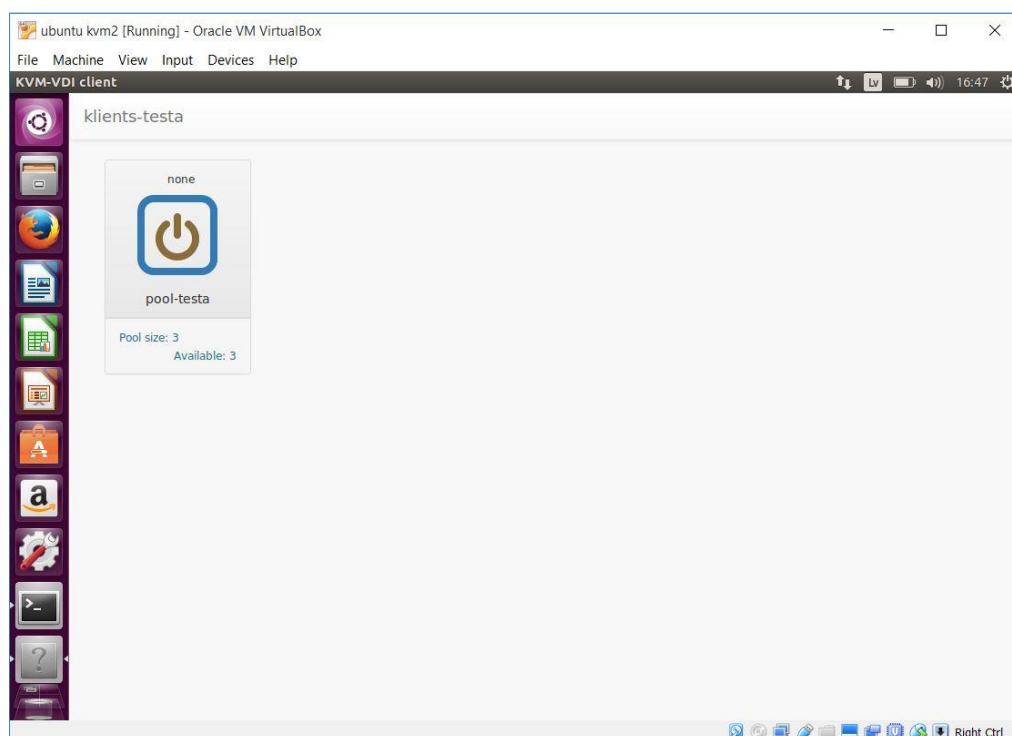 ubuntu kvm2 [Running] - Oracle VM VirtualBox
File Machine View Input Devices Help
KVM-VDI client
Lv
16:47
klients-testa
none
pool-testa
Pool size: 3
Available: 3
A
a
>_
?
Right Ctrl